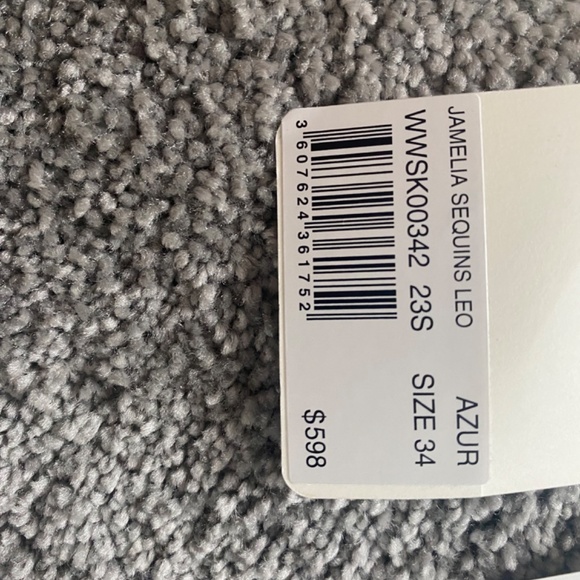 JAMELIA SEQUINS LEO AZUR
WWSK00342 23S SIZE 34
3 607624 361752 $598